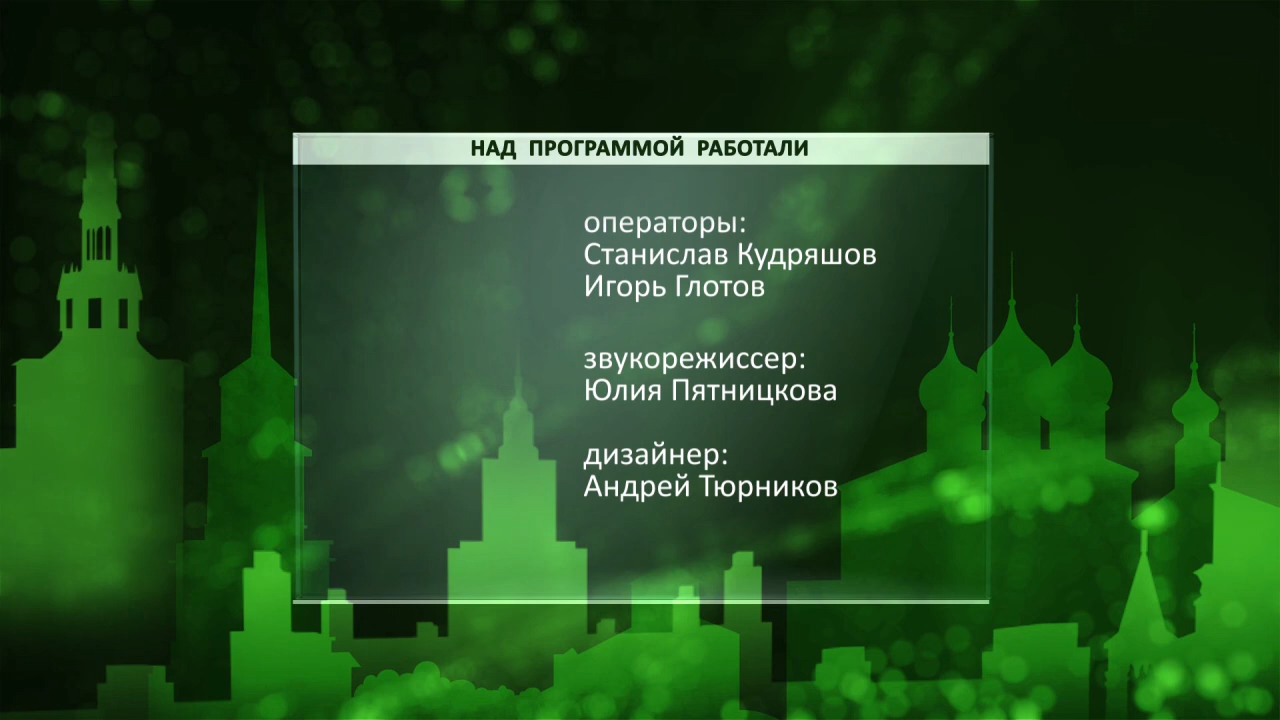 НАД ПРОГРАММОЙ РАБОТАЛИ
операторы:
Станислав Кудряшов
Игорь Глотов
звукорежиссер:
Юлия Пятницкова
дизайнер:
Андрей Тюрников